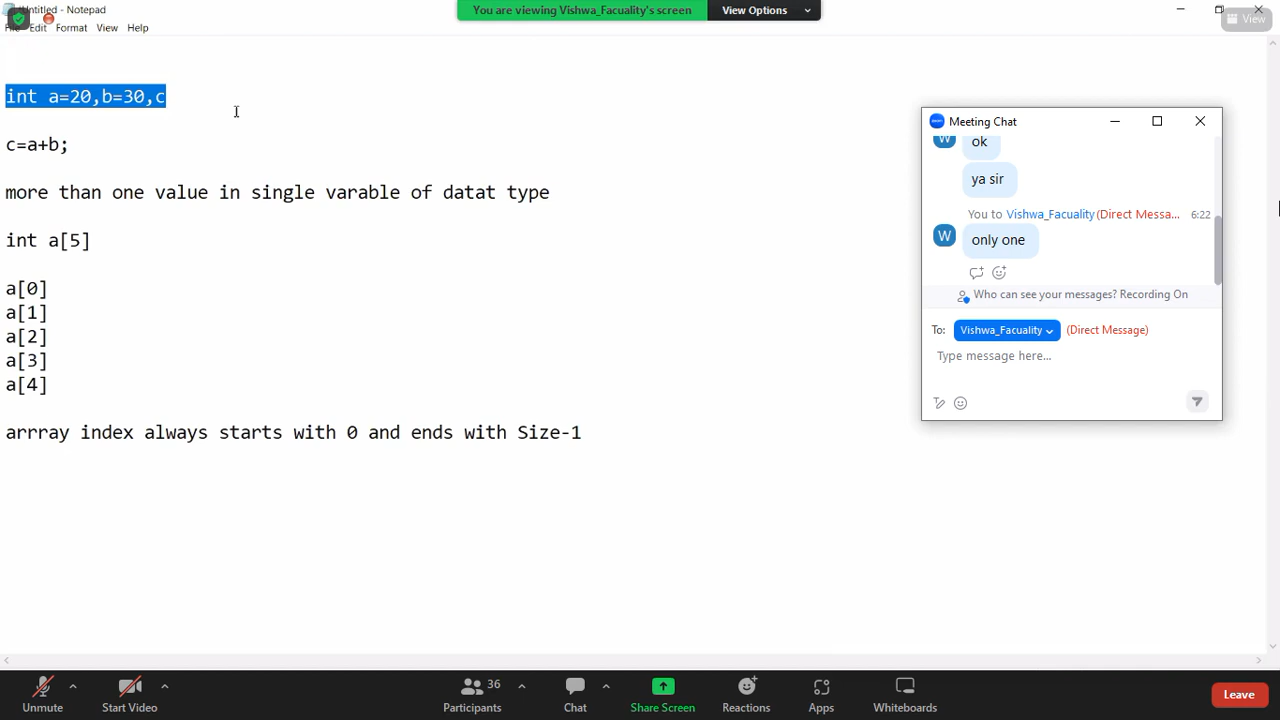 Untitled - Notepad
You are viewing Vishwa_Facuality's screen
View Options
File Edit Format View Help
View
int a=20,b=30,c
c=a+b;
more than one value in single varable of datat type
int a[5]
a[0]
a[1]
a[2]
a[3]
a[4]
arrray index always starts with 0 and ends with Size-1
Meeting Chat
W
ok
ya sir
You to Vishwa_Facuality(Direct Messa... 6:22
W
only one
Who can see your messages? Recording On
To: Vishwa_Facuality (Direct Message)
Type message here...
Unmute
Start Video
36
Participants
Chat
Share Screen
Reactions
Apps
Whiteboards
Leave